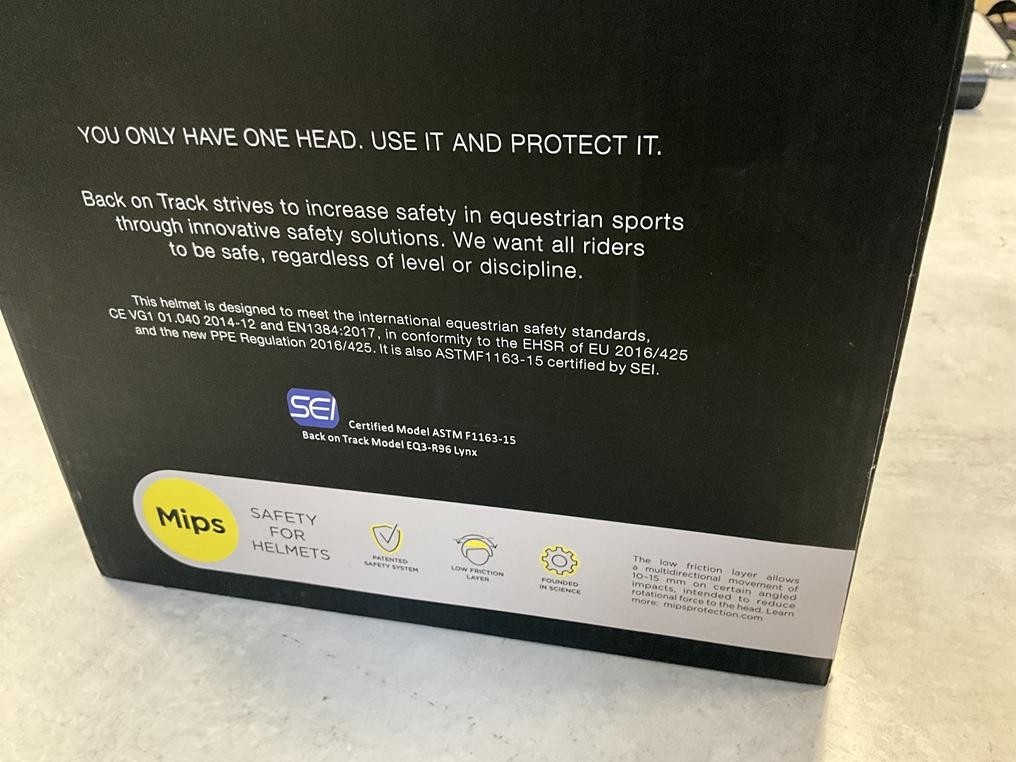 YOU ONLY HAVE ONE HEAD. USE IT AND PROTECT IT.
Back on Track strives to increase safety in equestrian sports
through innovative safety solutions. We want all riders
to be safe, regardless of level or discipline.
This helmet is designed to meet the international equestrian safety standards,
CE VG1 01.040 2014-12 and EN1384:2017, in conformity to the EHSR of EU 2016/425
and the new PPE Regulation 2016/425. It is also ASTMF1163-15 certified by SEI.
SEI
Certified Model ASTM F1163-15
Back on Track Model EQ3-R96 Lynx
Mips
SAFETY
FOR
HELMETS
PATENTED
SAFETY SYSTEM
LOW FRICTION
LAYER
FOUNDED
IN SCIENCE
The low friction layer allows
a multidirectional movement of
10-15 mm on certain angled
impacts, intended to reduce
rotational force to the head. Learn
more: mipsprotection.com